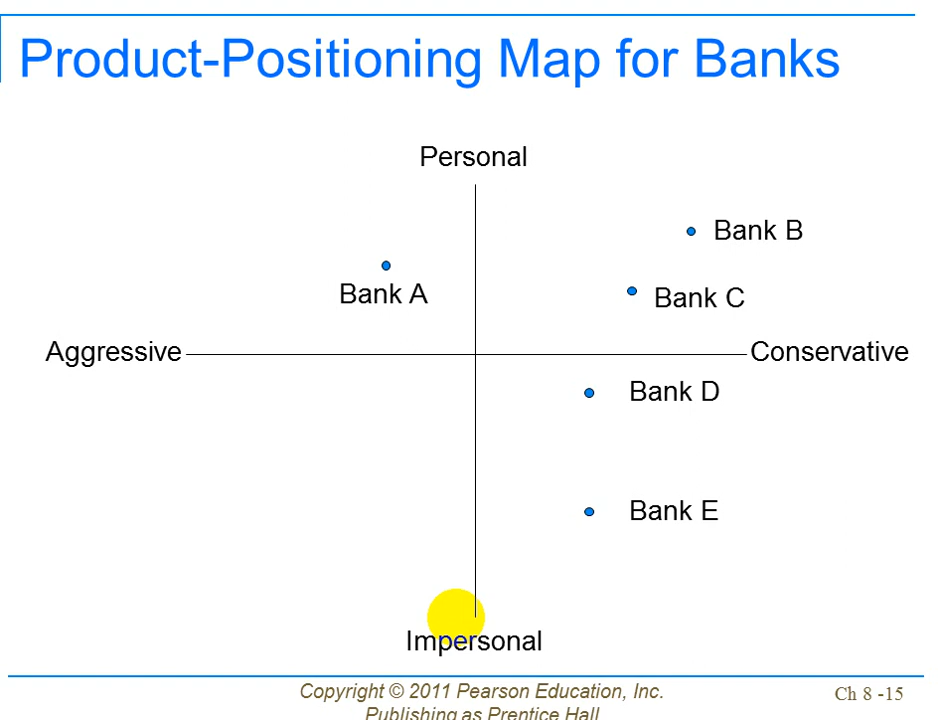 Product-Positioning Map for Banks
Personal
Bank B
Bank A
Bank C
Aggressive
Conservative
Bank D
Bank E
Impersonal
Copyright © 2011 Pearson Education, Inc.
Publishing as Prentice Hall
Ch 8 -15